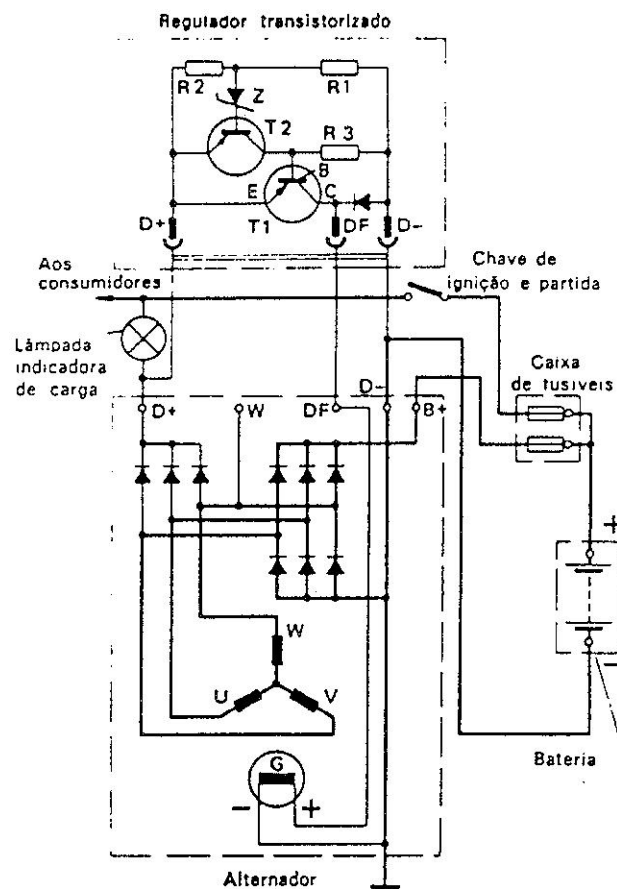 Regulador transistorizado
R2
R1
Z
T2
R3
B
E
C
T1
D+
DF
D-
Aos
consumidores
Chave de
ignição e partida
Lâmpada
indicadora
de carga
Caixa
de fusíveis
D+
W
DF
D-
B+
+
-
W
U
V
G
-
+
Bateria
Alternador